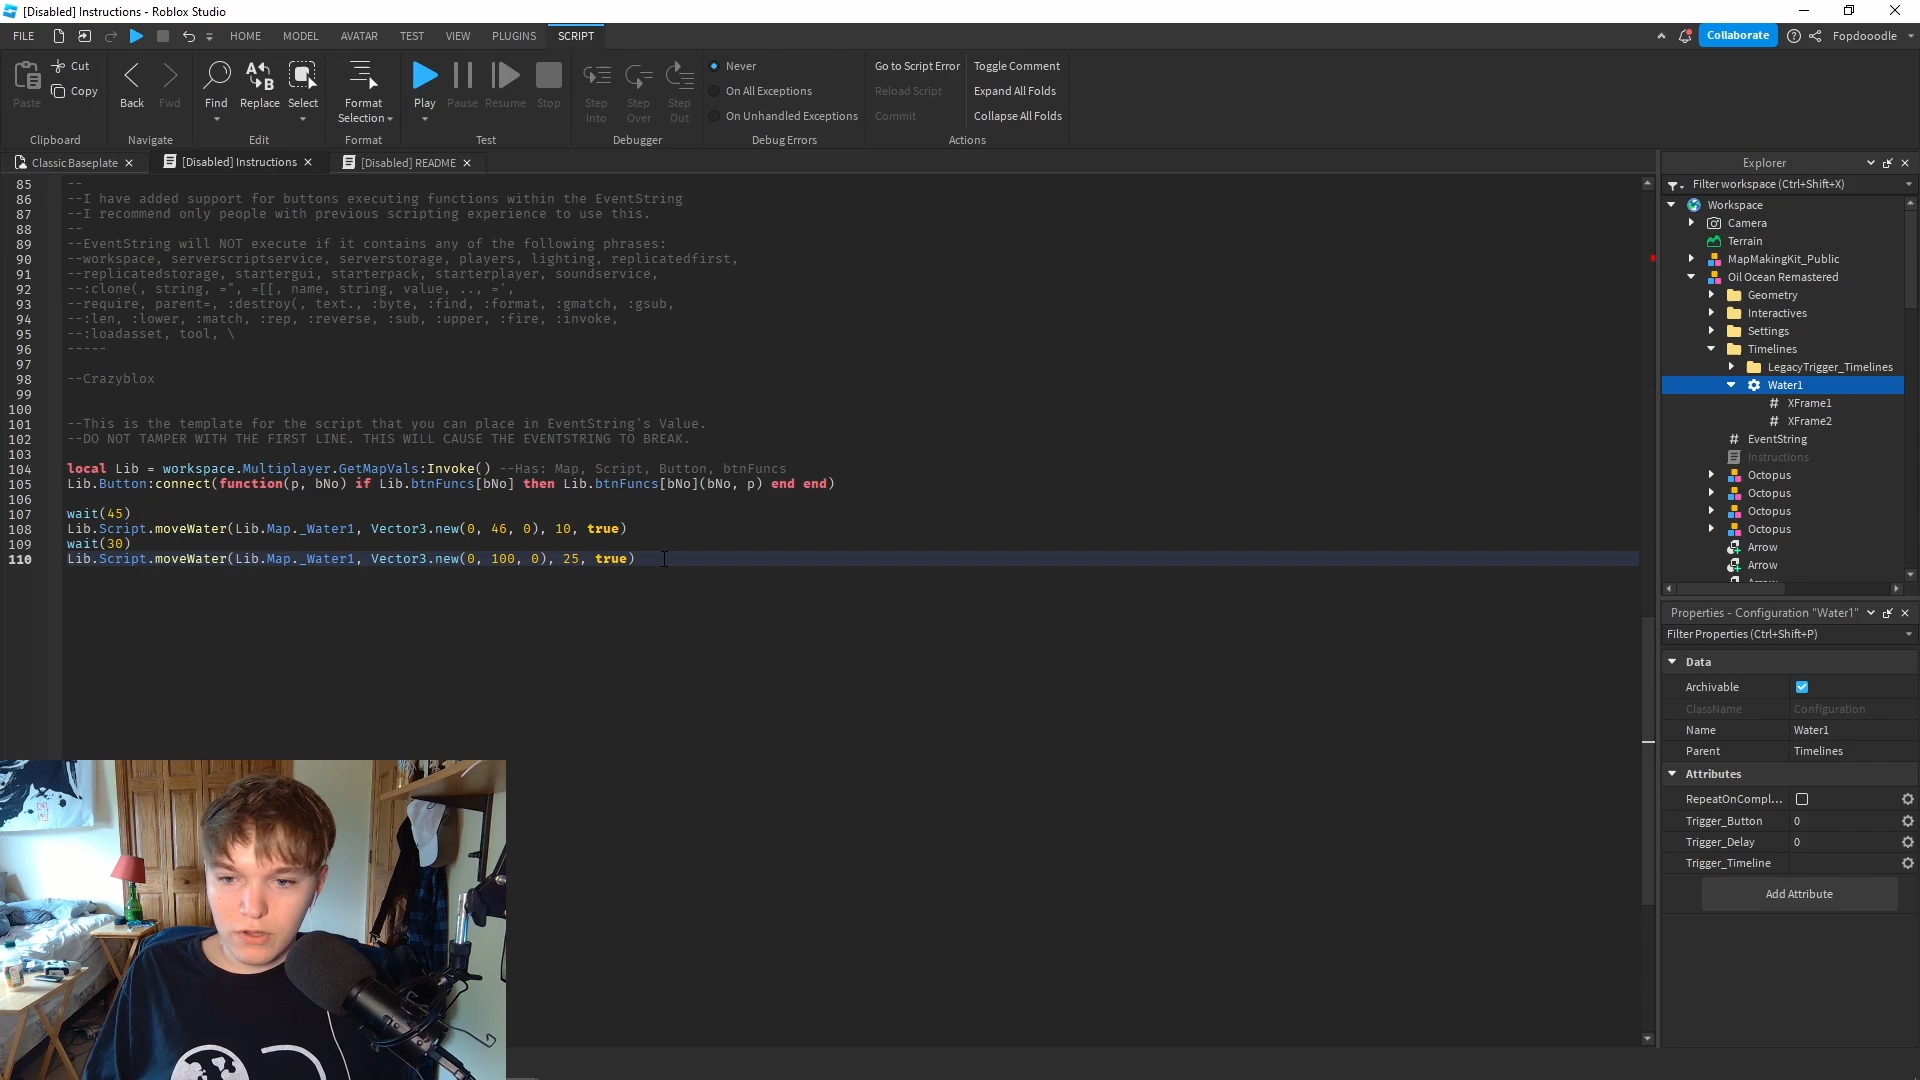 [Disabled] Instructions - Roblox Studio
FILE
HOME
MODEL
AVATAR
TEST
VIEW
PLUGINS
SCRIPT
Collaborate
Fopdooodle
Paste
Cut
Copy
Clipboard
Back
Fwd
Navigate
Find
Replace
Select
Edit
Format
Selection
Format
Play
Pause
Resume
Stop
Test
Step
Into
Step
Over
Step
Out
Debugger
Never
On All Exceptions
On Unhandled Exceptions
Debug Errors
Go to Script Error
Reload Script
Commit
Toggle Comment
Expand All Folds
Collapse All Folds
Actions
Classic Baseplate
[Disabled] Instructions
[Disabled] README
85 --
86 --I have added support for buttons executing functions within the EventString
87 --I recommend only people with previous scripting experience to use this.
88 --
89 --EventString will NOT execute if it contains any of the following phrases:
90 --workspace, serverscriptservice, serverstorage, players, lighting, replicatedfirst,
91 --replicatedstorage, startergui, starterpack, starterplayer, soundservice,
92 --:clone(, string, =", =[[, name, string, value, .., =',
93 --require, parent=, :destroy(, text., :byte, :find, :format, :gmatch, :gsub,
94 --:len, :lower, :match, :rep, :reverse, :sub, :upper, :fire, :invoke,
95 --:loadasset, tool, \
96 -----
97
98 --Crazyblox
99
100
101 --This is the template for the script that you can place in EventString's Value.
102 --DO NOT TAMPER WITH THE FIRST LINE. THIS WILL CAUSE THE EVENTSTRING TO BREAK.
103
104 local Lib = workspace.Multiplayer.GetMapVals:Invoke() --Has: Map, Script, Button, btnFuncs
105 Lib.Button:connect(function(p, bNo) if Lib.btnFuncs[bNo] then Lib.btnFuncs[bNo](bNo, p) end end)
106
107 wait(45)
108 Lib.Script.moveWater(Lib.Map._Water1, Vector3.new(0, 46, 0), 10, true)
109 wait(30)
110 Lib.Script.moveWater(Lib.Map._Water1, Vector3.new(0, 100, 0), 25, true)
Explorer
Filter workspace (Ctrl+Shift+X)
Workspace
Camera
Terrain
MapMakingKit_Public
Oil Ocean Remastered
Geometry
Interactives
Settings
Timelines
LegacyTrigger_Timelines
Water1
XFrame1
XFrame2
EventString
Instructions
Octopus
Octopus
Octopus
Octopus
Arrow
Arrow
Properties - Configuration "Water1"
Filter Properties (Ctrl+Shift+P)
Data
Archivable
ClassName Configuration
Name Water1
Parent Timelines
Attributes
RepeatOnCompl...
Trigger_Button 0
Trigger_Delay 0
Trigger_Timeline
Add Attribute